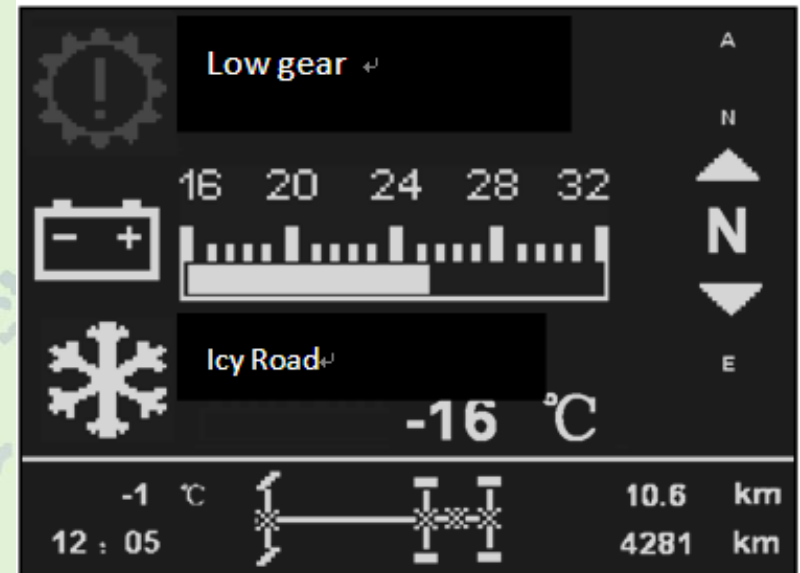 Low gear ↵
A
N
16 20 24 28 32
- +
N
Icy Road↵
E
-16 °C
-1 °C
10.6 km
12 : 05
4281 km